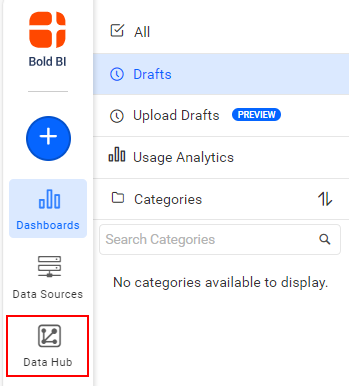 Bold BI
Dashboards
Data Sources
Data Hub
All
Drafts
Upload Drafts PREVIEW
Usage Analytics
Categories
Search Categories
No categories available to display.